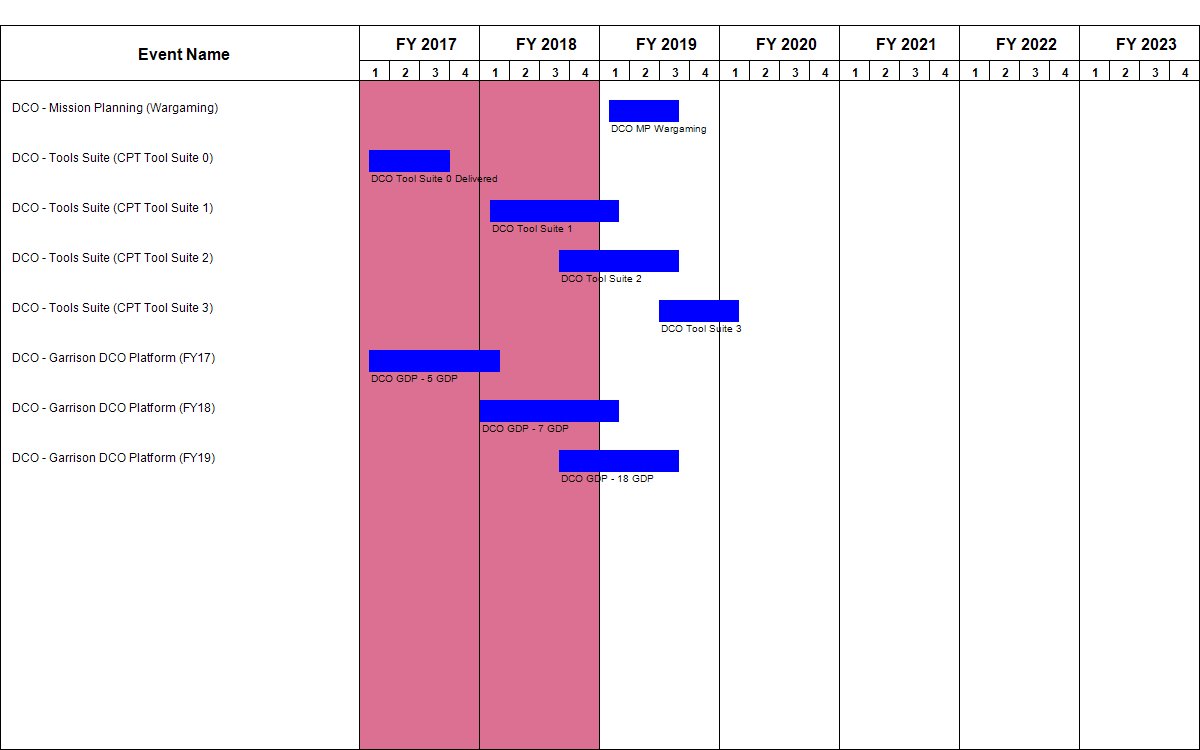 Event Name FY 2017 FY 2018 FY 2019 FY 2020 FY 2021 FY 2022 FY 2023
1 2 3 4 1 2 3 4 1 2 3 4 1 2 3 4 1 2 3 4 1 2 3 4 1 2 3 4
DCO - Mission Planning (Wargaming)
DCO MP Wargaming
DCO - Tools Suite (CPT Tool Suite 0)
DCO Tool Suite 0 Delivered
DCO - Tools Suite (CPT Tool Suite 1)
DCO Tool Suite 1
DCO - Tools Suite (CPT Tool Suite 2)
DCO Tool Suite 2
DCO - Tools Suite (CPT Tool Suite 3)
DCO Tool Suite 3
DCO - Garrison DCO Platform (FY17)
DCO GDP - 5 GDP
DCO - Garrison DCO Platform (FY18)
DCO GDP - 7 GDP
DCO - Garrison DCO Platform (FY19)
DCO GDP - 18 GDP